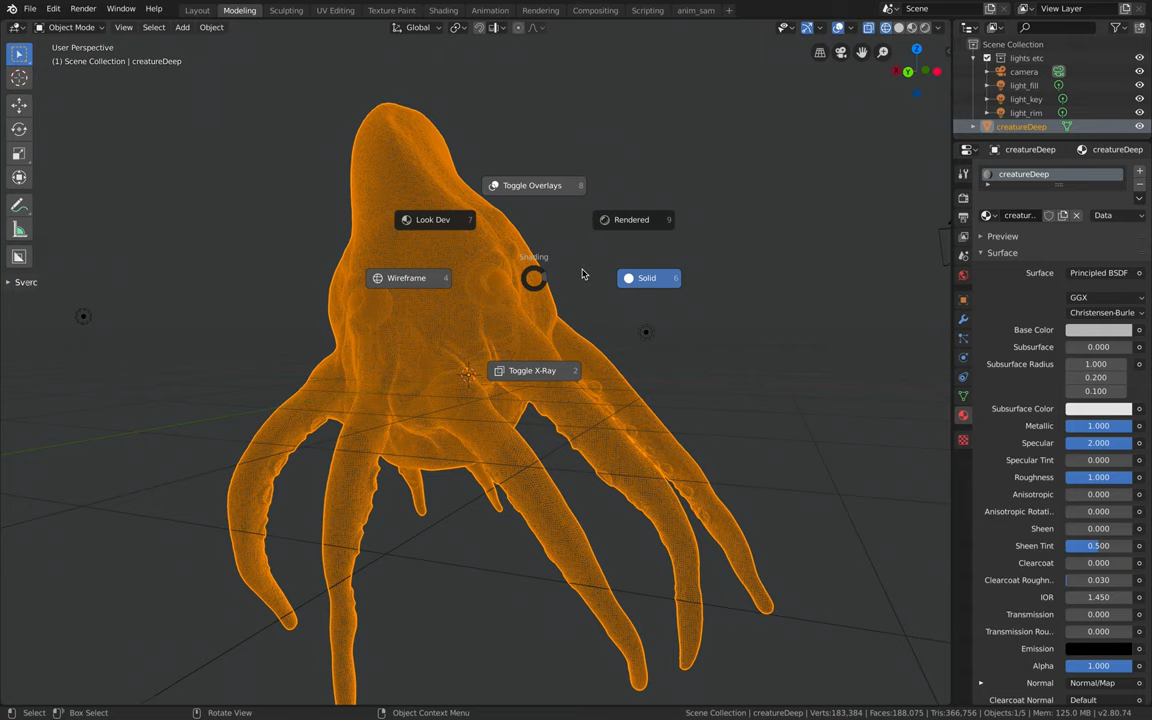 File Edit Render Window Help Layout Modeling Sculpting UV Editing Texture Paint Shading Animation Rendering Compositing Scripting anim_sam + Scene View Layer
Object Mode View Select Add Object Global
User Perspective
(1) Scene Collection | creatureDeep
Sverc
Toggle Overlays 8
Look Dev 7
Rendered 9
Shading
Wireframe 4
Solid 6
Toggle X-Ray 2
Scene Collection
lights etc
camera
light_fill
light_key
light_rim
creatureDeep
creatureDeep creatureDeep
creatureDeep
creatur.. Data
Preview
Surface
Surface Principled BSDF
GGX
Christensen-Burle
Base Color
Subsurface 0.000
Subsurface Radius 1.000
0.200
0.100
Subsurface Color
Metallic 1.000
Specular 2.000
Specular Tint 0.000
Roughness 1.000
Anisotropic 0.000
Anisotropic Rotati.. 0.000
Sheen 0.000
Sheen Tint 0.500
Clearcoat 0.000
Clearcoat Roughn.. 0.030
IOR 1.450
Transmission 0.000
Transmission Rou.. 0.000
Emission
Alpha 1.000
Normal Normal/Map
Clearcoat Normal Default
Select Box Select Rotate View Object Context Menu Scene Collection | creatureDeep | Verts:183,384 | Faces:188,075 | Tris:366,756 | Objects:1/5 | Mem: 125.0 MB | v2.80.74